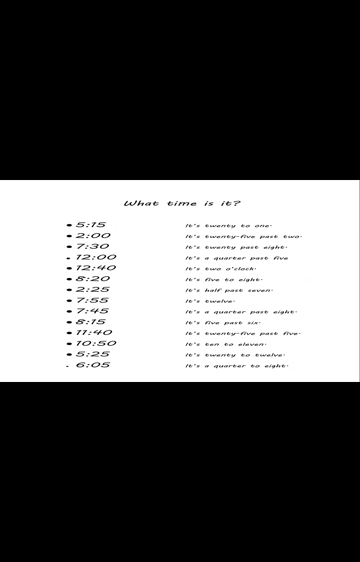 What time is it?
• 5:15 It's twenty to one.
• 2:00 It's twenty-five past two.
• 7:30 It's twenty past eight.
• 12:00 It's a quarter past five
• 12:40 It's two o'clock.
• 8:20 It's five to eight.
• 2:25 It's half past seven.
• 7:55 It's twelve.
• 7:45 It's a quarter past eight.
• 8:15 It's five past six.
• 11:40 It's twenty-five past five.
• 10:50 It's ten to eleven.
• 5:25 It's twenty to twelve.
• 6:05 It's a quarter to eight.